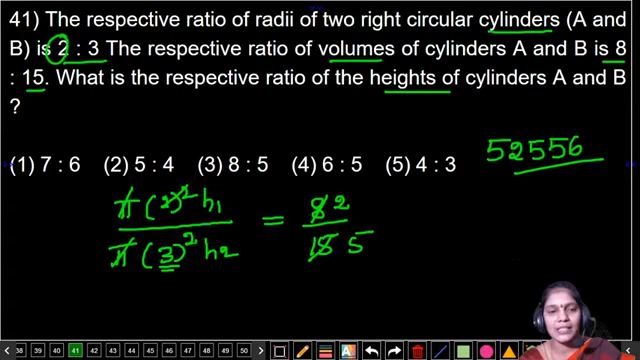 41) The respective ratio of radii of two right circular cylinders (A and
B) is 2 : 3 The respective ratio of volumes of cylinders A and B is 8
: 15. What is the respective ratio of the heights of cylinders A and B
?
52556
(1) 7 : 6 (2) 5 : 4 (3) 8 : 5 (4) 6 : 5 (5) 4 : 3
π (2)² h1 = 8 2
π (3)² h2 15 5
38 39 40 41 42 43 44 45 46 47 48 49 50